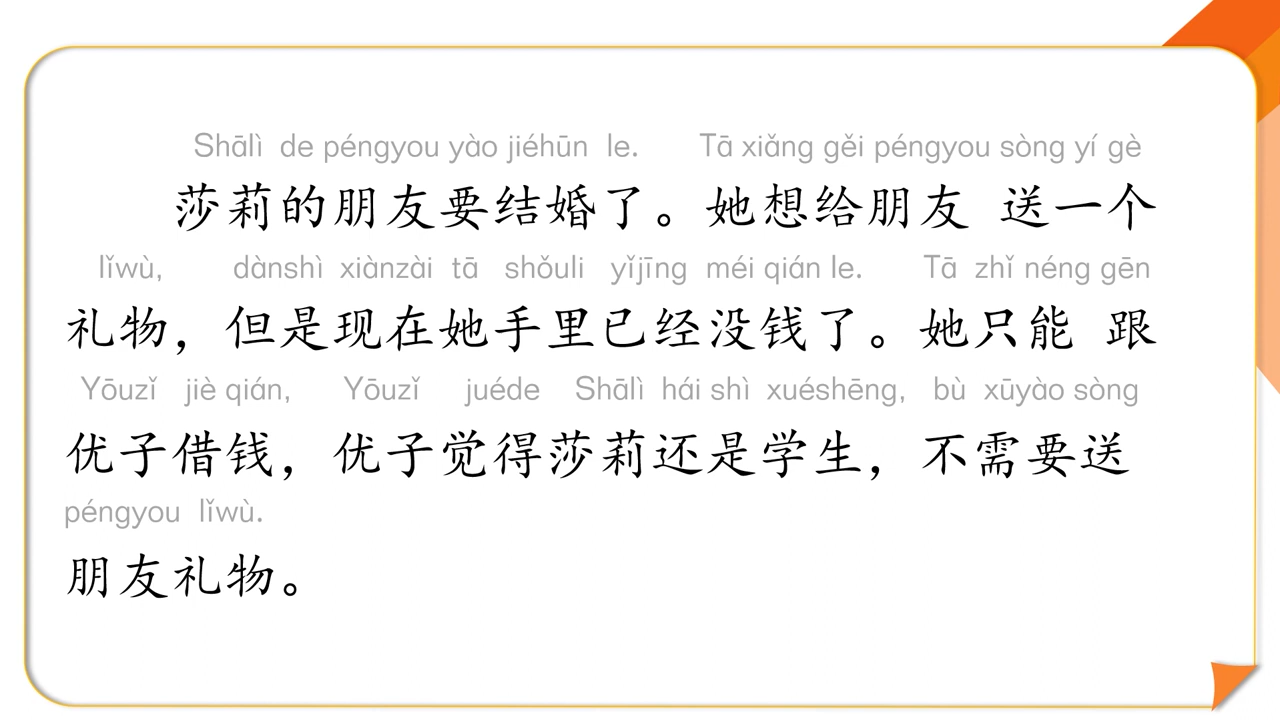 Shālì de péngyou yào jiéhūn le. Tā xiǎng gěi péngyou sòng yí gè
莎莉的朋友要结婚了。她想给朋友 送一个
lǐwù, dànshì xiànzài tā shǒuli yǐjīng méi qián le. Tā zhǐ néng gēn
礼物，但是现在她手里已经没钱了。她只能 跟
Yōuzǐ jiè qián, Yōuzǐ juéde Shālì hái shì xuéshēng, bù xūyào sòng
优子借钱，优子觉得莎莉还是学生，不需要送
péngyou lǐwù.
朋友礼物。